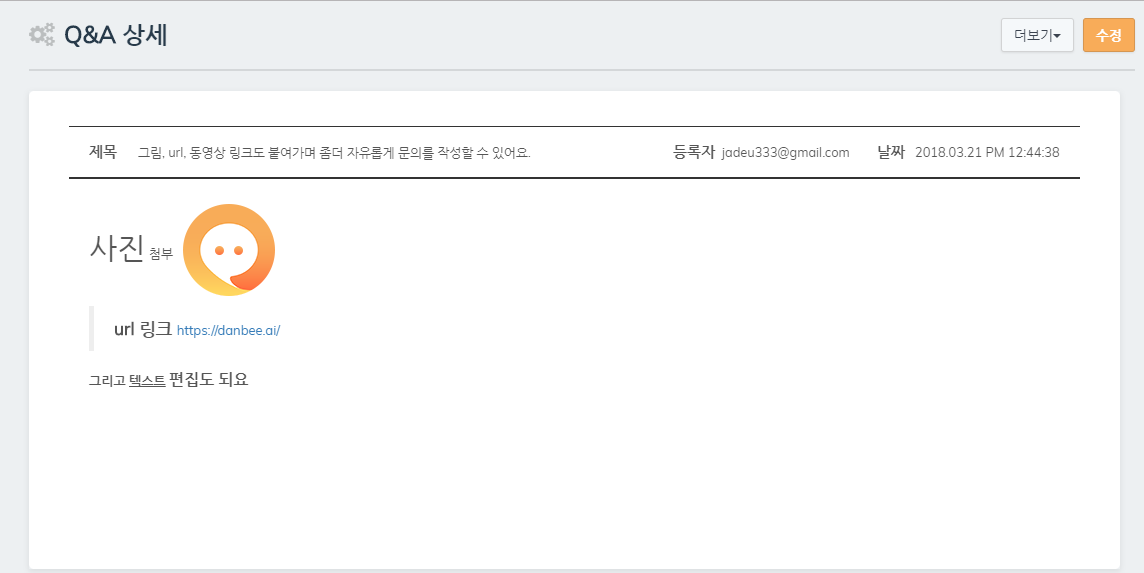 Q&A 상세
더보기 수정
제목 그림, url, 동영상 링크도 붙여가며 좀더 자유롭게 문의를 작성할 수 있어요. 등록자 jadeu333@gmail.com 날짜 2018.03.21 PM 12:44:38
사진 첨부
url 링크 https://danbee.ai/
그리고 텍스트 편집도 되요